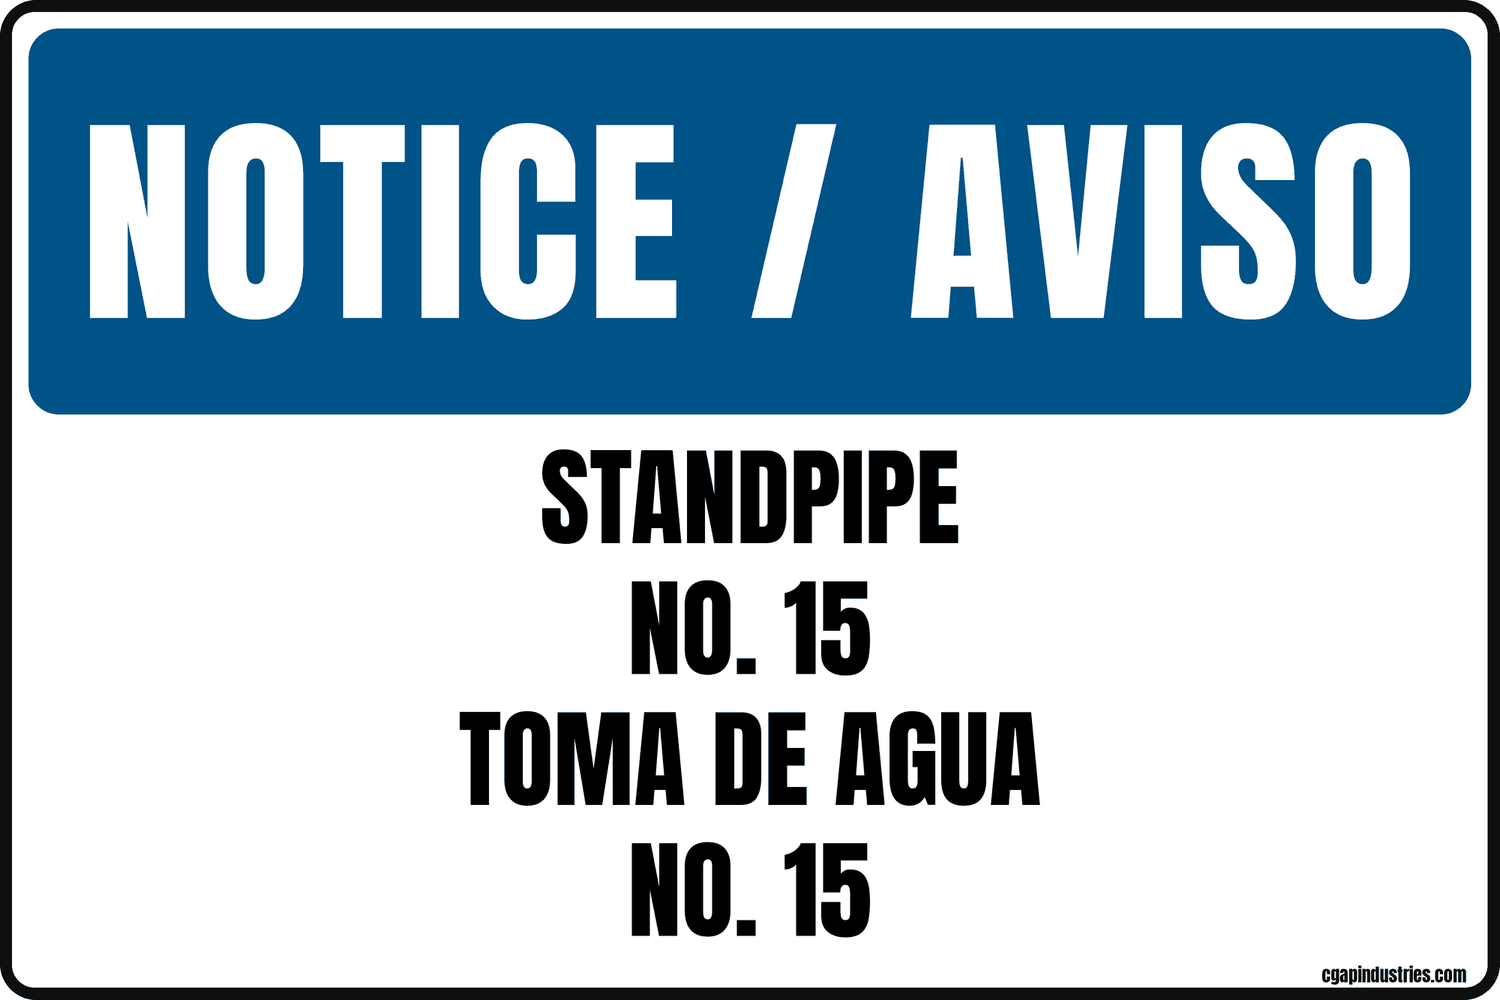 NOTICE / AVISO
STANDPIPE
NO. 15
TOMA DE AGUA
NO. 15
cgapindustries.com